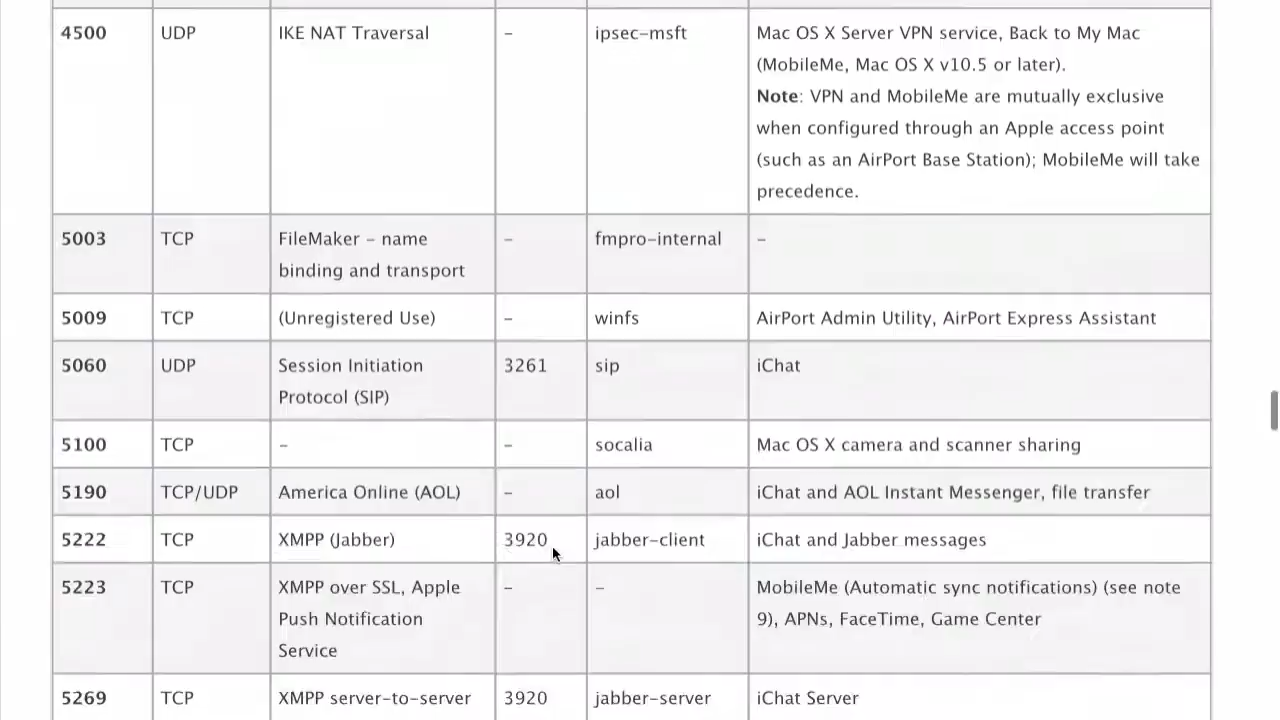 4500 UDP IKE NAT Traversal – ipsec-msft Mac OS X Server VPN service, Back to My Mac
(MobileMe, Mac OS X v10.5 or later).
Note: VPN and MobileMe are mutually exclusive
when configured through an Apple access point
(such as an AirPort Base Station); MobileMe will take
precedence.
5003 TCP FileMaker – name – fmpro-internal –
binding and transport
5009 TCP (Unregistered Use) – winfs AirPort Admin Utility, AirPort Express Assistant
5060 UDP Session Initiation 3261 sip iChat
Protocol (SIP)
5100 TCP – – socalia Mac OS X camera and scanner sharing
5190 TCP/UDP America Online (AOL) – aol iChat and AOL Instant Messenger, file transfer
5222 TCP XMPP (Jabber) 3920 jabber-client iChat and Jabber messages
5223 TCP XMPP over SSL, Apple – – MobileMe (Automatic sync notifications) (see note
Push Notification 9), APNs, FaceTime, Game Center
Service
5269 TCP XMPP server-to-server 3920 jabber-server iChat Server